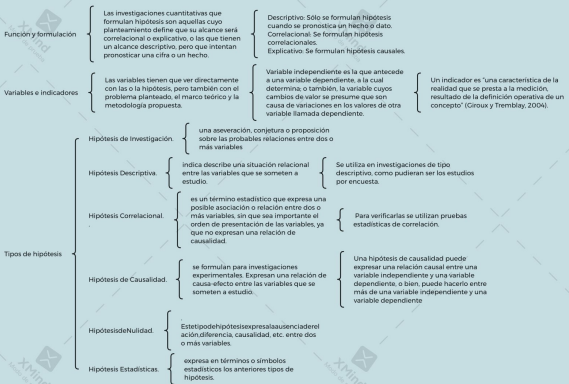 Función y formulación
Las investigaciones cuantitativas que
formulan hipótesis son aquellas cuyo
planteamiento define que su alcance será
correlacional o explicativo, o las que tienen
un alcance descriptivo, pero que intentan
pronosticar una cifra o un hecho.
Descriptivo: Sólo se formulan hipótesis
cuando se pronostica un hecho o dato.
Correlacional: Se formulan hipótesis
correlacionales.
Explicativo: Se formulan hipótesis causales.
Variables e indicadores
Las variables tienen que ver directamente
con las o la hipótesis, pero también con el
problema planteado, el marco teórico y la
metodología propuesta.
Variable independiente es la que antecede
a una variable dependiente, a la cual
determina; o también, la variable cuyos
cambios de valor se presume que son
causa de variaciones en los valores de otra
variable llamada dependiente.
Un indicador es "una característica de la
realidad que se presta a la medición,
resultado de la definición operativa de un
concepto" (Giroux y Tremblay, 2004).
Tipos de hipótesis
Hipótesis de Investigación.
una aseveración, conjetura o proposición
sobre las probables relaciones entre dos o
más variables
Hipótesis Descriptiva.
indica describe una situación relacional
entre las variables que se someten a
estudio.
Se utiliza en investigaciones de tipo
descriptivo, como pudieran ser los estudios
por encuesta.
Hipótesis Correlacional.
.
es un término estadístico que expresa una
posible asociación o relación entre dos o
más variables, sin que sea importante el
orden de presentación de las variables, ya
que no expresan una relación de
causalidad.
Para verificarlas se utilizan pruebas
estadísticas de correlación.
Hipótesis de Causalidad.
se formulan para investigaciones
experimentales. Expresan una relación de
causa-efecto entre las variables que se
someten a estudio.
Una hipótesis de causalidad puede
expresar una relación causal entre una
variable independiente y una variable
dependiente, o bien, puede hacerlo entre
más de una variable independiente y una
variable dependiente
HipótesisdeNulidad.
Estetipodehipótesisexpresalaausenciaderel
ación,diferencia, causalidad, etc. entre dos
o más variables.
Hipótesis Estadísticas.
expresa en términos o símbolos
estadísticos los anteriores tipos de
hipótesis.
XMind
XMind
XMind
XMind